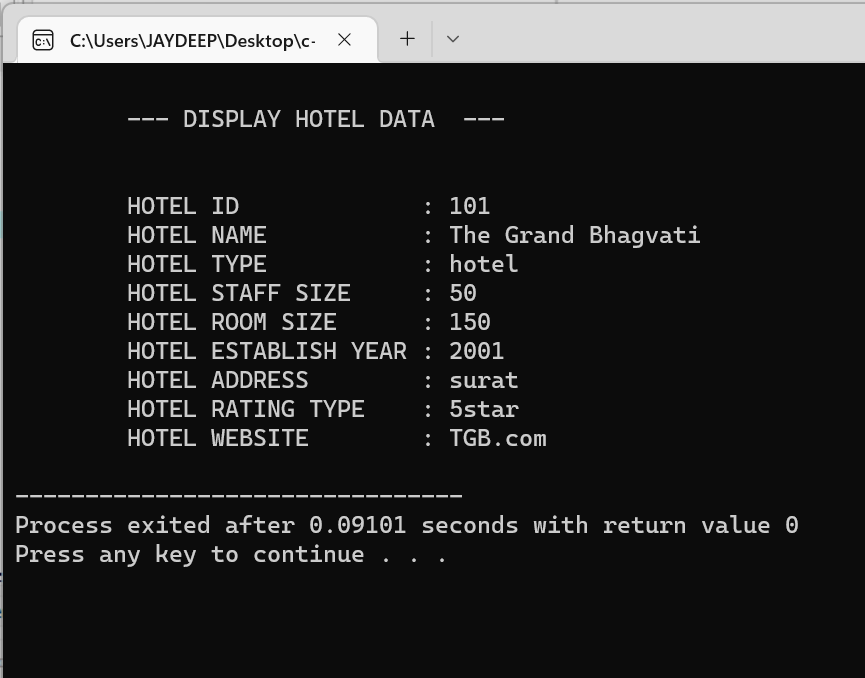 C:\Users\JAYDEEP\Desktop\c-
--- DISPLAY HOTEL DATA  ---
HOTEL ID             : 101
HOTEL NAME           : The Grand Bhagvati
HOTEL TYPE           : hotel
HOTEL STAFF SIZE     : 50
HOTEL ROOM SIZE      : 150
HOTEL ESTABLISH YEAR : 2001
HOTEL ADDRESS        : surat
HOTEL RATING TYPE    : 5star
HOTEL WEBSITE        : TGB.com
--------------------------------
Process exited after 0.09101 seconds with return value 0
Press any key to continue . . .